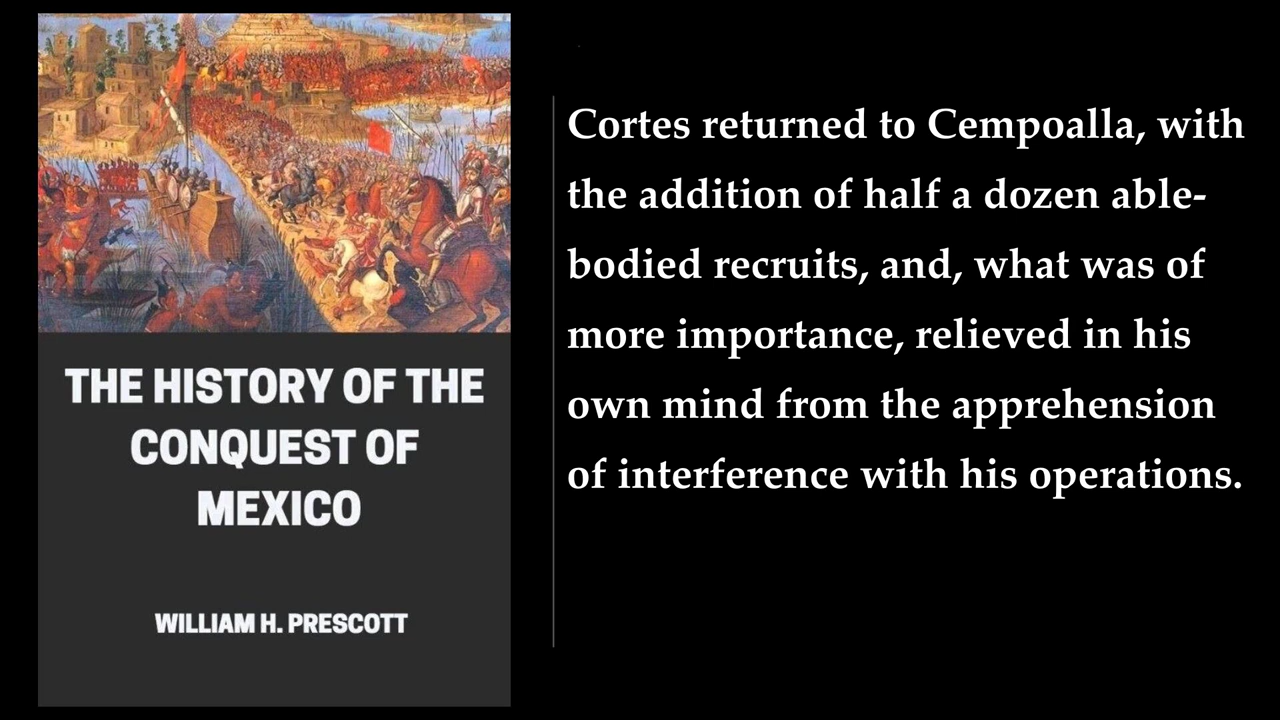 THE HISTORY OF THE
CONQUEST OF
MEXICO
WILLIAM H. PRESCOTT
Cortes returned to Cempoalla, with
the addition of half a dozen able-
bodied recruits, and, what was of
more importance, relieved in his
own mind from the apprehension
of interference with his operations.